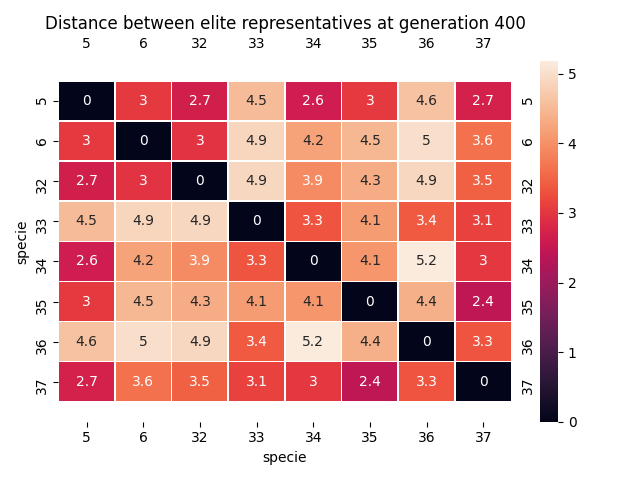 Distance between elite representatives at generation 400
5 6 32 33 34 35 36 37
5 0 3 2.7 4.5 2.6 3 4.6 2.7 5
6 3 0 3 4.9 4.2 4.5 5 3.6 6
32 2.7 3 0 4.9 3.9 4.3 4.9 3.5 32
33 4.5 4.9 4.9 0 3.3 4.1 3.4 3.1 33
34 2.6 4.2 3.9 3.3 0 4.1 5.2 3 34
35 3 4.5 4.3 4.1 4.1 0 4.4 2.4 35
36 4.6 5 4.9 3.4 5.2 4.4 0 3.3 36
37 2.7 3.6 3.5 3.1 3 2.4 3.3 0 37
5 6 32 33 34 35 36 37
specie
specie
5
4
3
2
1
0